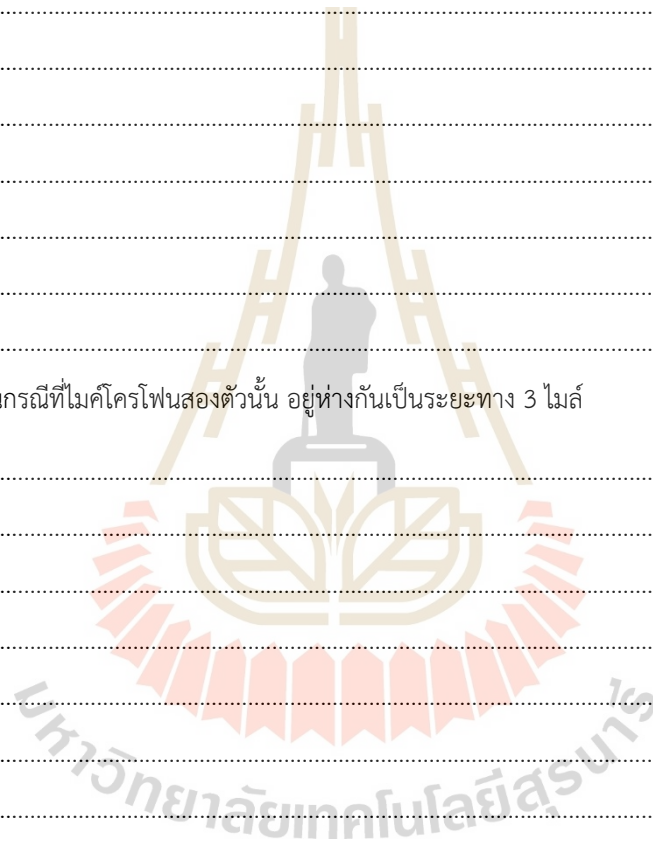 นกรณีที่ไมค์โครโฟนสองตัวนั้น อยู่ห่างกันเป็นระยะทาง 3 ไมล์
มหาวิทยาลัยเทคโนโลยีสุรนารี